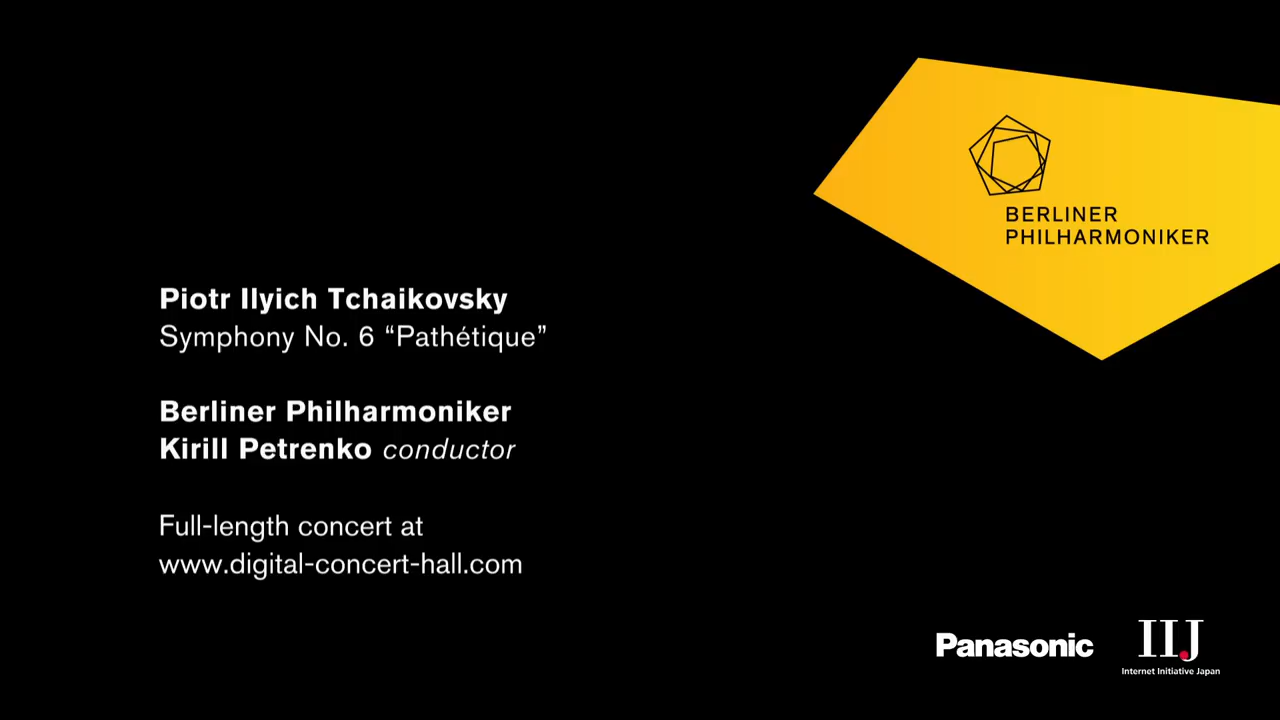 BERLINER
PHILHARMONIKER
Piotr Ilyich Tchaikovsky
Symphony No. 6 “Pathétique”
Berliner Philharmoniker
Kirill Petrenko conductor
Full-length concert at
www.digital-concert-hall.com
Panasonic
IIJ
Internet Initiative Japan